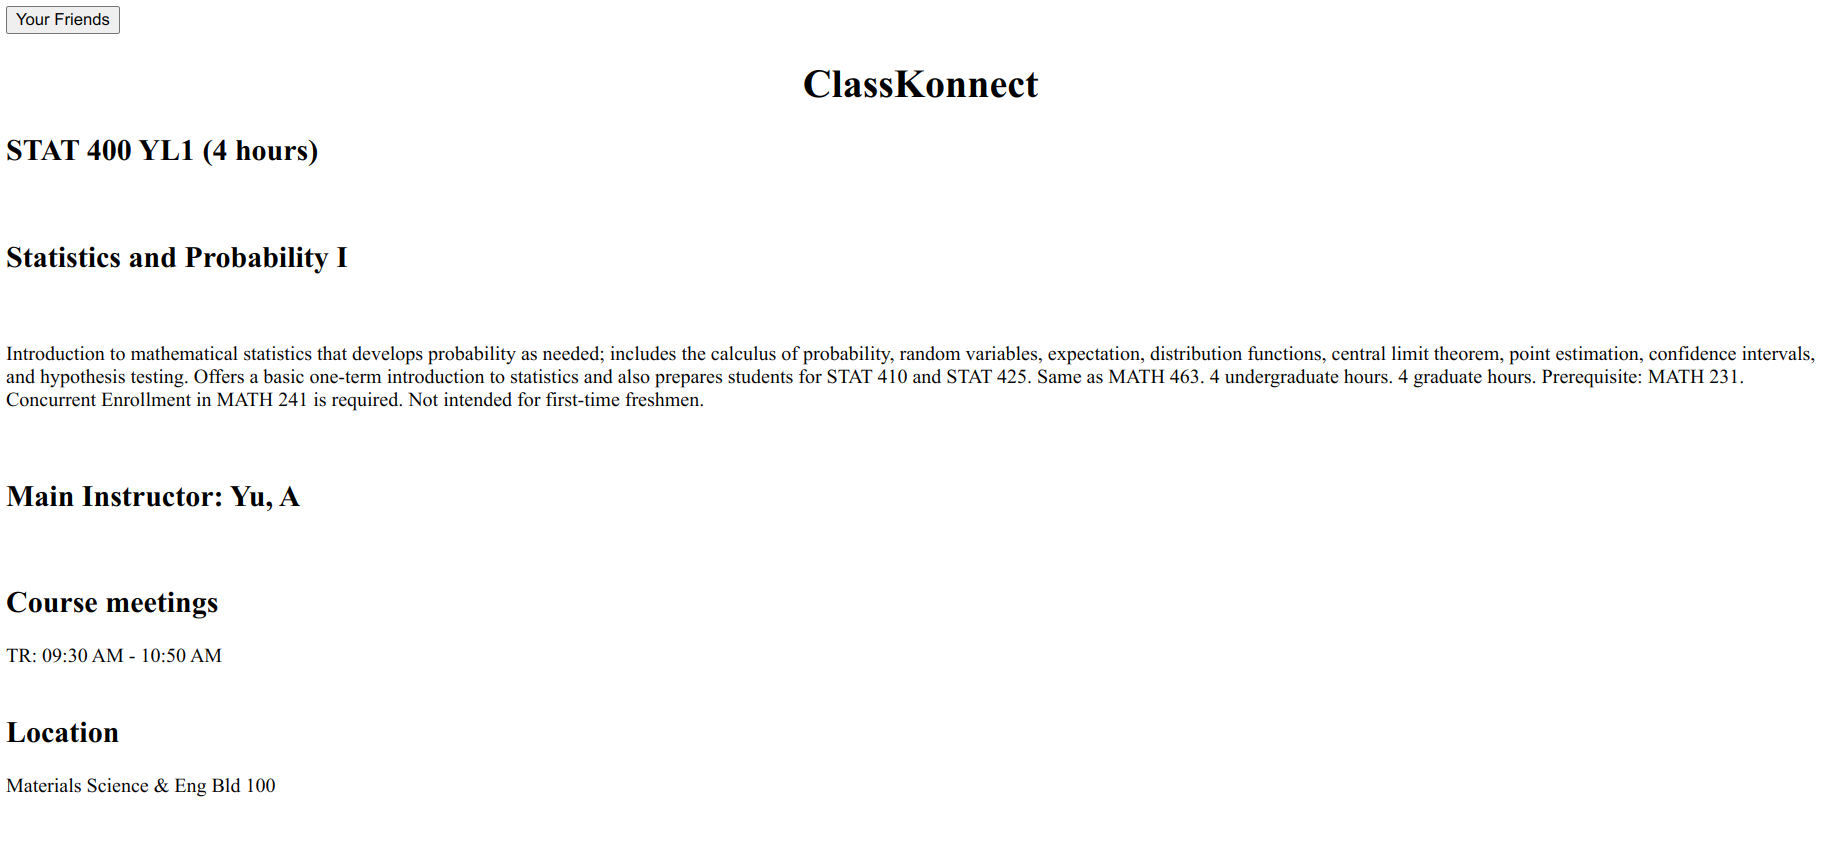 Your Friends
ClassKonnect
STAT 400 YL1 (4 hours)
Statistics and Probability I
Introduction to mathematical statistics that develops probability as needed; includes the calculus of probability, random variables, expectation, distribution functions, central limit theorem, point estimation, confidence intervals,
and hypothesis testing. Offers a basic one-term introduction to statistics and also prepares students for STAT 410 and STAT 425. Same as MATH 463. 4 undergraduate hours. 4 graduate hours. Prerequisite: MATH 231.
Concurrent Enrollment in MATH 241 is required. Not intended for first-time freshmen.
Main Instructor: Yu, A
Course meetings
TR: 09:30 AM - 10:50 AM
Location
Materials Science & Eng Bld 100